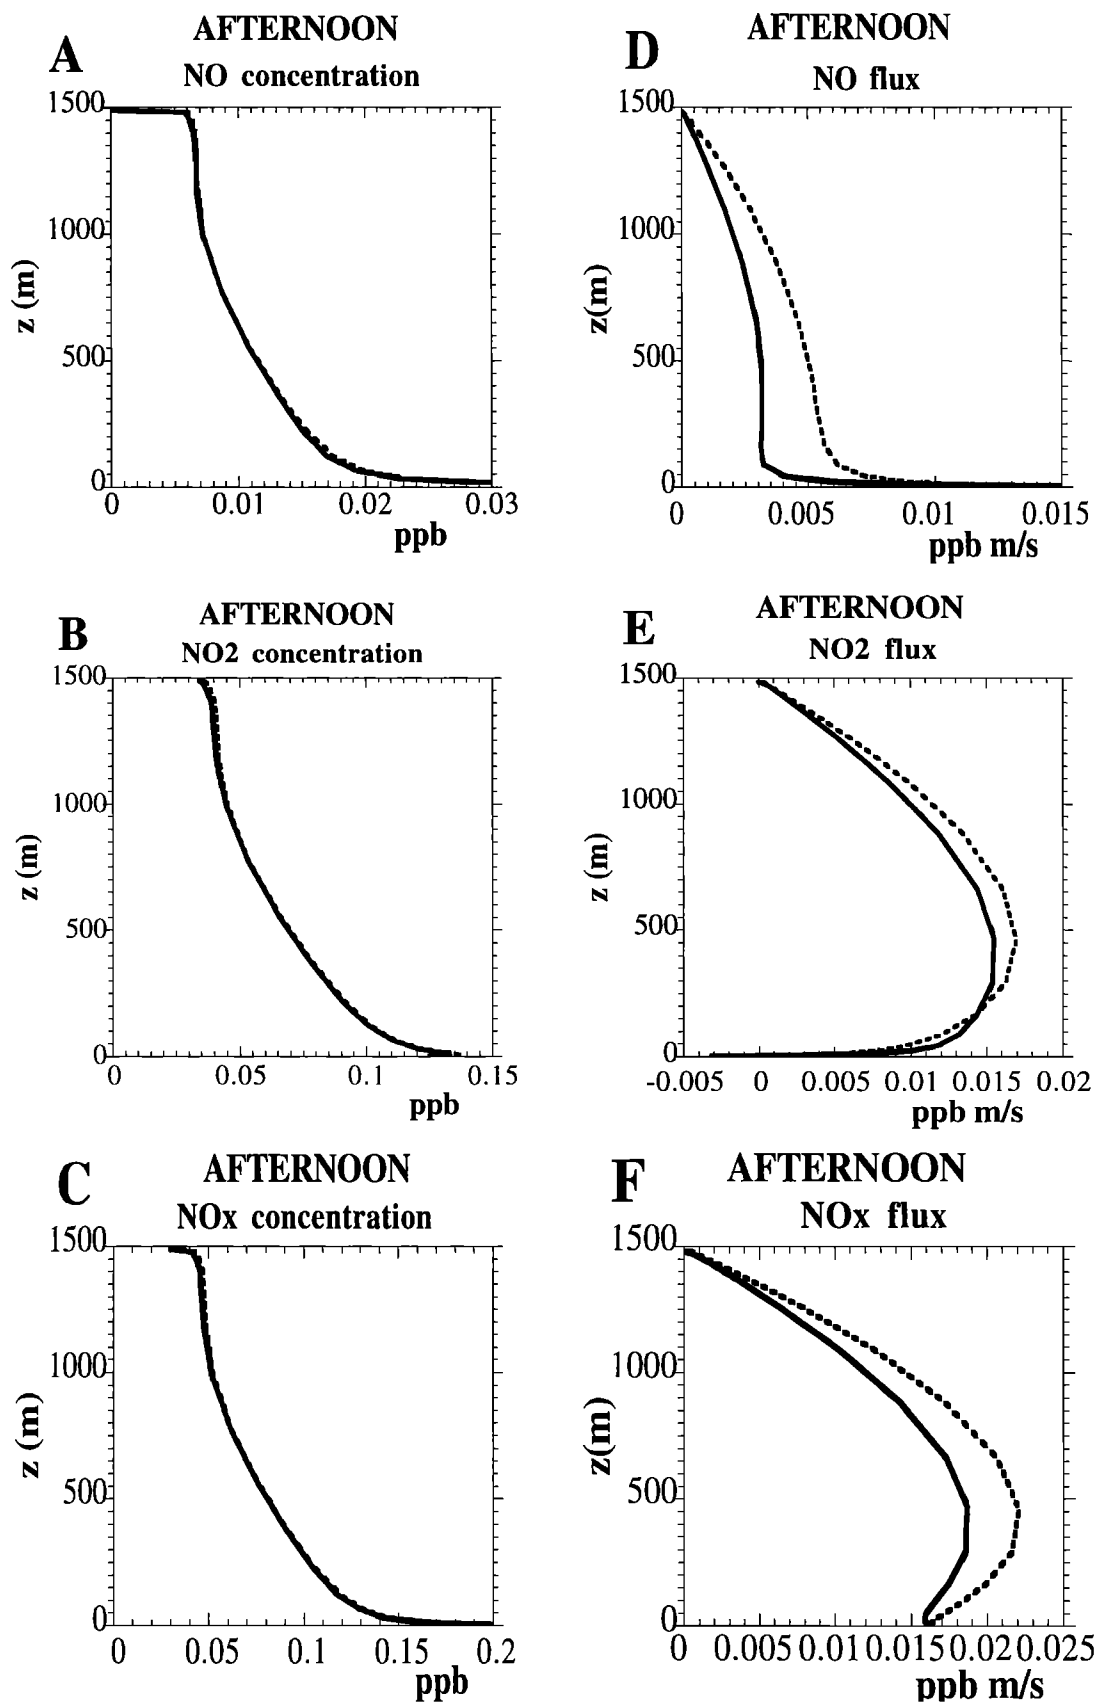 A
AFTERNOON
NO concentration
1500
1000
500
0
z (m)
0 0.01 0.02 0.03
ppb
D
AFTERNOON
NO flux
1500
1000
500
0
z(m)
0 0.005 0.01 0.015
ppb m/s
B
AFTERNOON
NO2 concentration
1500
1000
500
0
z (m)
0 0.05 0.1 0.15
ppb
E
AFTERNOON
NO2 flux
1500
1000
500
0
z (m)
-0.005 0 0.005 0.01 0.015 0.02
ppb m/s
C
AFTERNOON
NOx concentration
1500
1000
500
0
z (m)
0 0.05 0.1 0.15 0.2
ppb
F
AFTERNOON
NOx flux
1500
1000
500
0
z(m)
0 0.005 0.01 0.015 0.02 0.025
ppb m/s